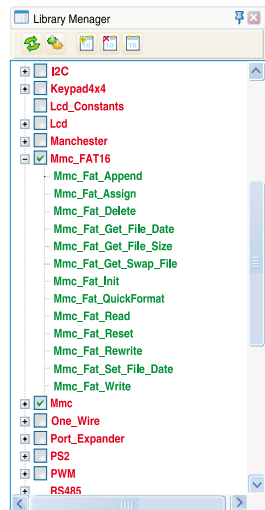 Library Menager
I2C
Keypad4x4
Lcd_Constants
Lcd
Manchester
Mmc_FAT16
Mmc_Fat_Append
Mmc_Fat_Assign
Mmc_Fat_Delete
Mmc_Fat_Get_File_Date
Mmc_Fat_Get_File_Size
Mmc_Fat_Get_Swap_File
Mmc_Fat_Init
Mmc_Fat_QuickFormat
Mmc_Fat_Read
Mmc_Fat_Reset
Mmc_Fat_Rewrite
Mmc_Fat_Set_File_Date
Mmc_Fat_Write
Mmc
One_Wire
Port_Expander
PS2
PWM
RS485